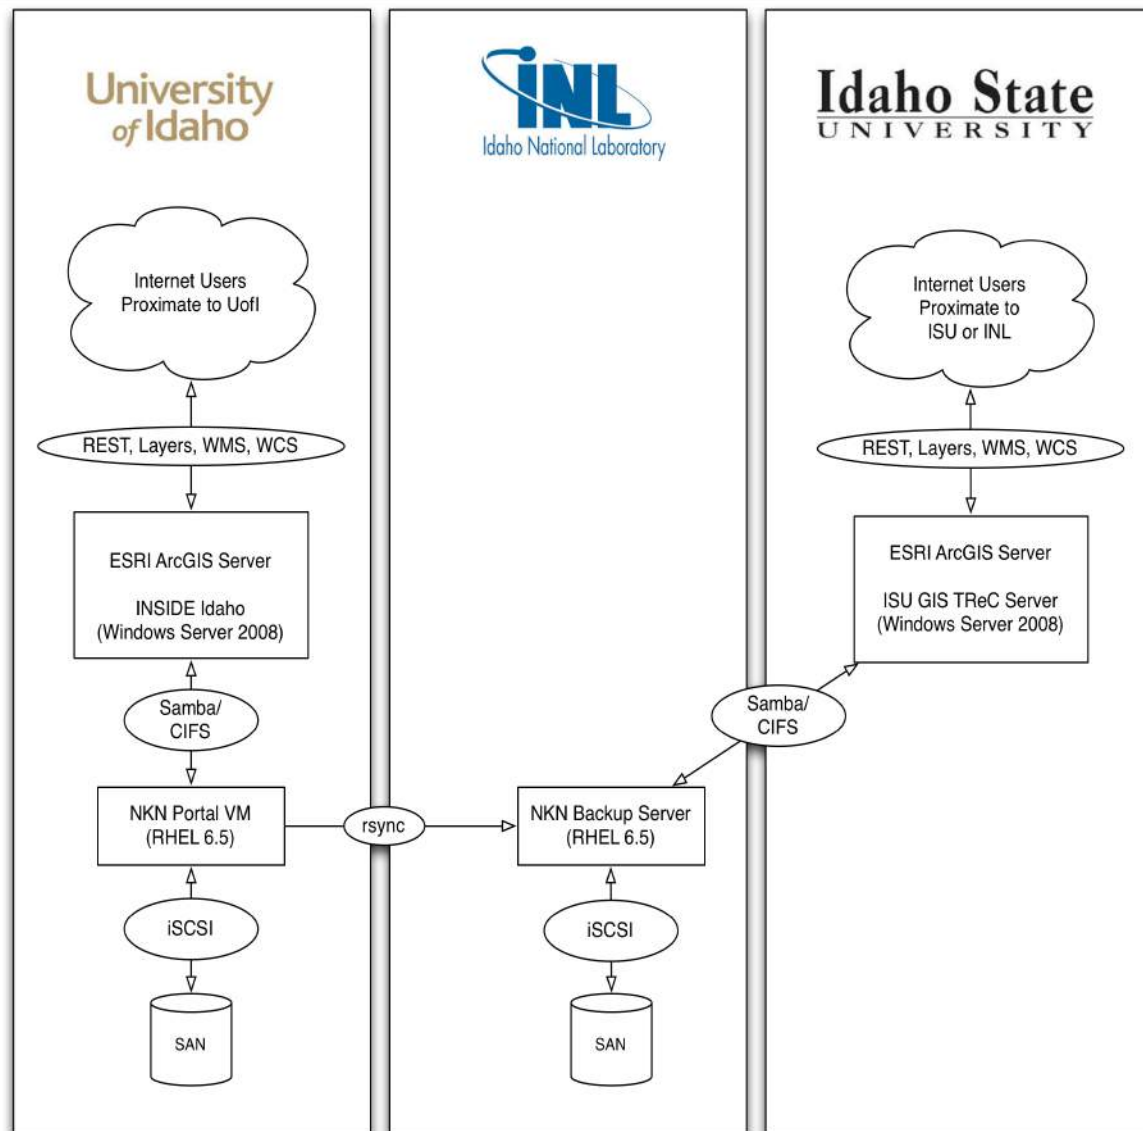 University
of Idaho
INL
Idaho National Laboratory
Idaho State
UNIVERSITY
Internet Users
Proximate to UofI
REST, Layers, WMS, WCS
ESRI ArcGIS Server
INSIDE Idaho
(Windows Server 2008)
Samba/
CIFS
NKN Portal VM
(RHEL 6.5)
iSCSI
SAN
rsync
NKN Backup Server
(RHEL 6.5)
iSCSI
SAN
Internet Users
Proximate to
ISU or INL
REST, Layers, WMS, WCS
ESRI ArcGIS Server
ISU GIS TReC Server
(Windows Server 2008)
Samba/
CIFS